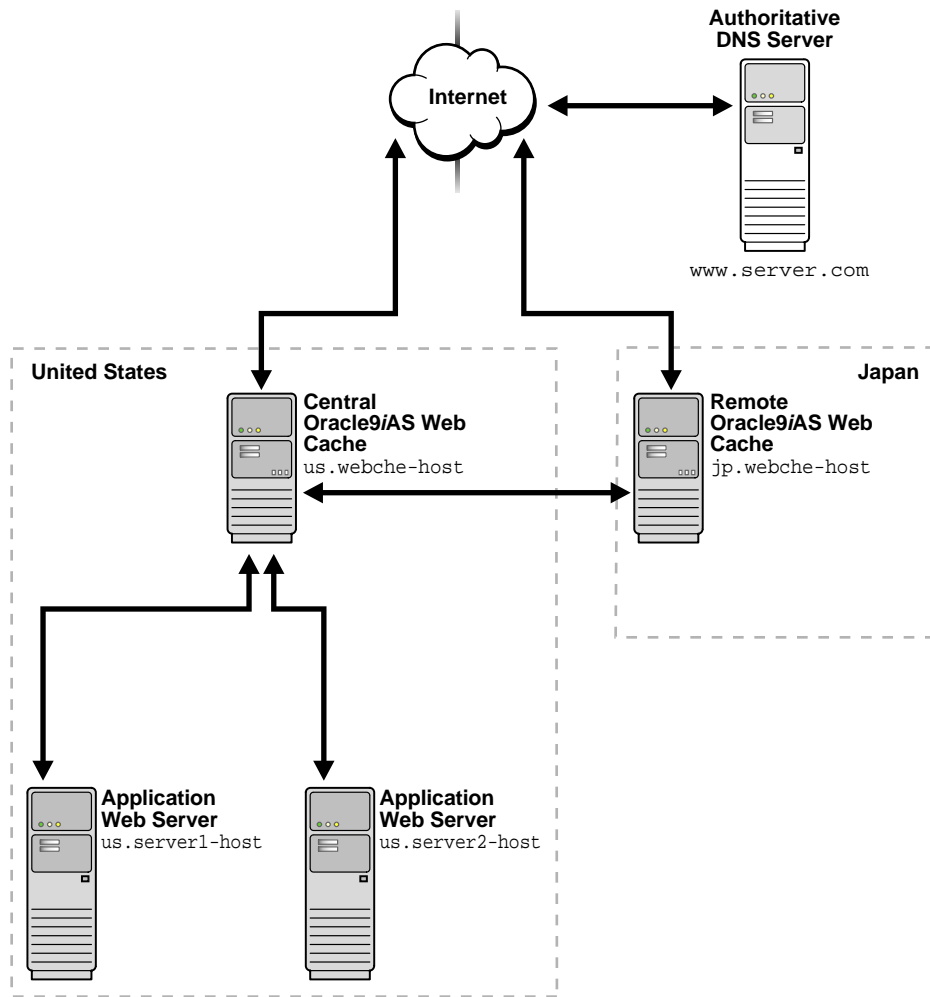 Authoritative
DNS Server
Internet
www.server.com
United States
Japan
Central
Oracle9iAS Web
Cache
us.webche-host
Remote
Oracle9iAS Web
Cache
jp.webche-host
Application
Web Server
us.server1-host
Application
Web Server
us.server2-host